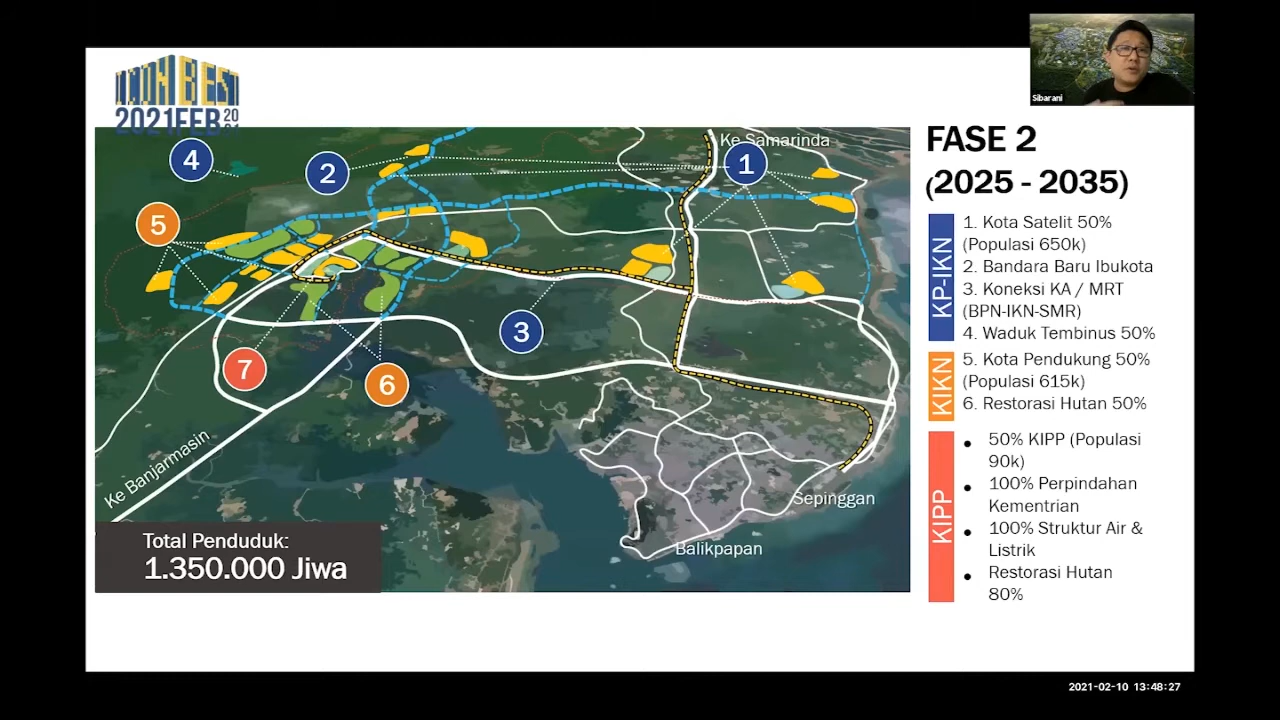 ICON BEST
2021FEB 20
Sibarani
Ke Samarinda
4
2
1
5
3
7
6
Ke Banjarmasin
Sepinggan
Balikpapan
Total Penduduk:
1.350.000 Jiwa
FASE 2
(2025 - 2035)
KP-IKN
1. Kota Satelit 50%
(Populasi 650k)
2. Bandara Baru Ibukota
3. Koneksi KA / MRT
(BPN-IKN-SMR)
4. Waduk Tembinus 50%
KIKN
5. Kota Pendukung 50%
(Populasi 615k)
6. Restorasi Hutan 50%
KIPP
• 50% KIPP (Populasi
90k)
• 100% Perpindahan
Kementrian
• 100% Struktur Air &
Listrik
• Restorasi Hutan
80%
2021-02-10 13:48:27